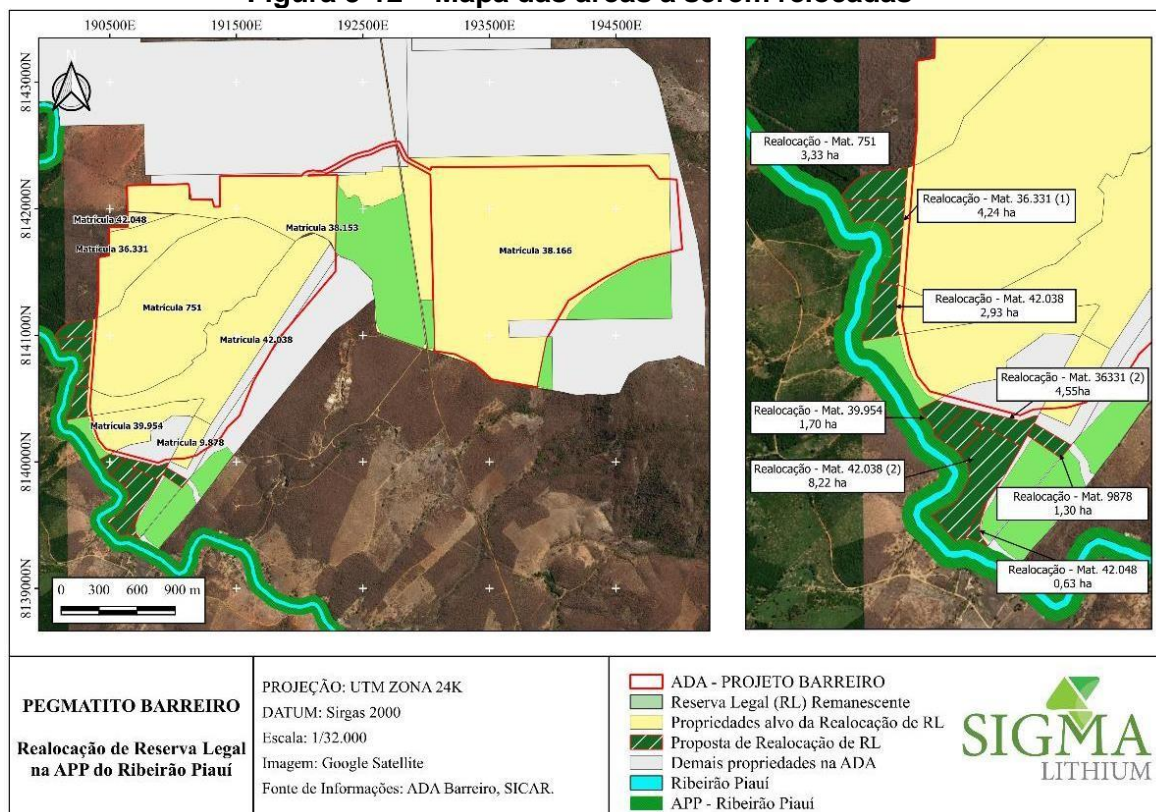 Figura 5-12 – Mapa das áreas a serem relocadas
190500E 191500E 192500E 193500E 194500E
8143000N
8142000N
8141000N
8140000N
8139000N
N
Matrícula 42.048
Matrícula 36.331
Matrícula 38.153
Matrícula 38.166
Matrícula 751
Matrícula 42.038
Matrícula 39.954
Matrícula 9.878
0 300 600 900 m
Realocação - Mat. 751
3,33 ha
Realocação - Mat. 36.331 (1)
4,24 ha
Realocação - Mat. 42.038
2,93 ha
Realocação - Mat. 36331 (2)
4,55ha
Realocação - Mat. 39.954
1,70 ha
Realocação - Mat. 42.038 (2)
8,22 ha
Realocação - Mat. 9878
1,30 ha
Realocação - Mat. 42.048
0,63 ha
PEGMATITO BARREIRO
Realocação de Reserva Legal
na APP do Ribeirão Piauí
PROJEÇÃO: UTM ZONA 24K
DATUM: Sirgas 2000
Escala: 1/32.000
Imagem: Google Satellite
Fonte de Informações: ADA Barreiro, SICAR.
ADA - PROJETO BARREIRO
Reserva Legal (RL) Remanescente
Propriedades alvo da Realocação de RL
Proposta de Realocação de RL
Demais propriedades na ADA
Ribeirão Piauí
APP - Ribeirão Piauí
SIGMA
LITHIUM